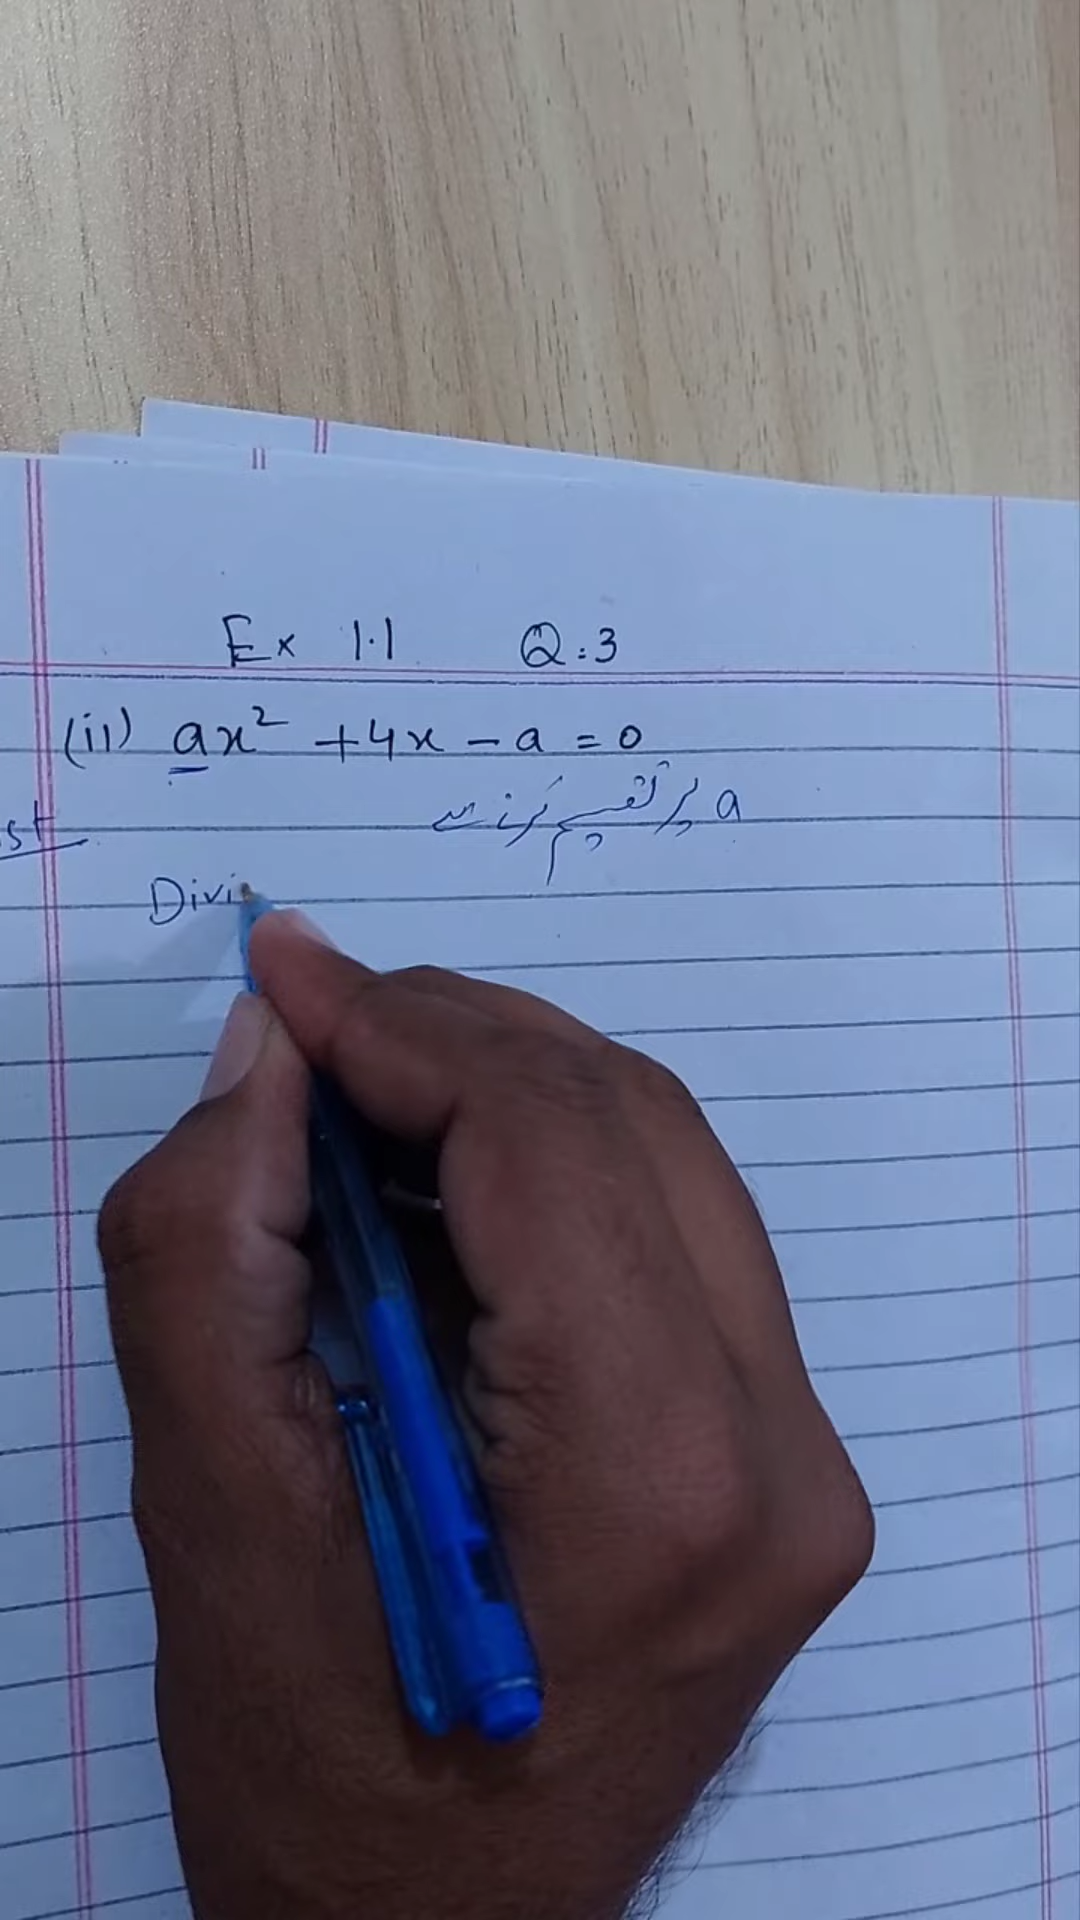 Ex 1.1 Q.3
(ii) ax² + 4x - a = 0
a پر تقسیم کرنے سے
st
Divi